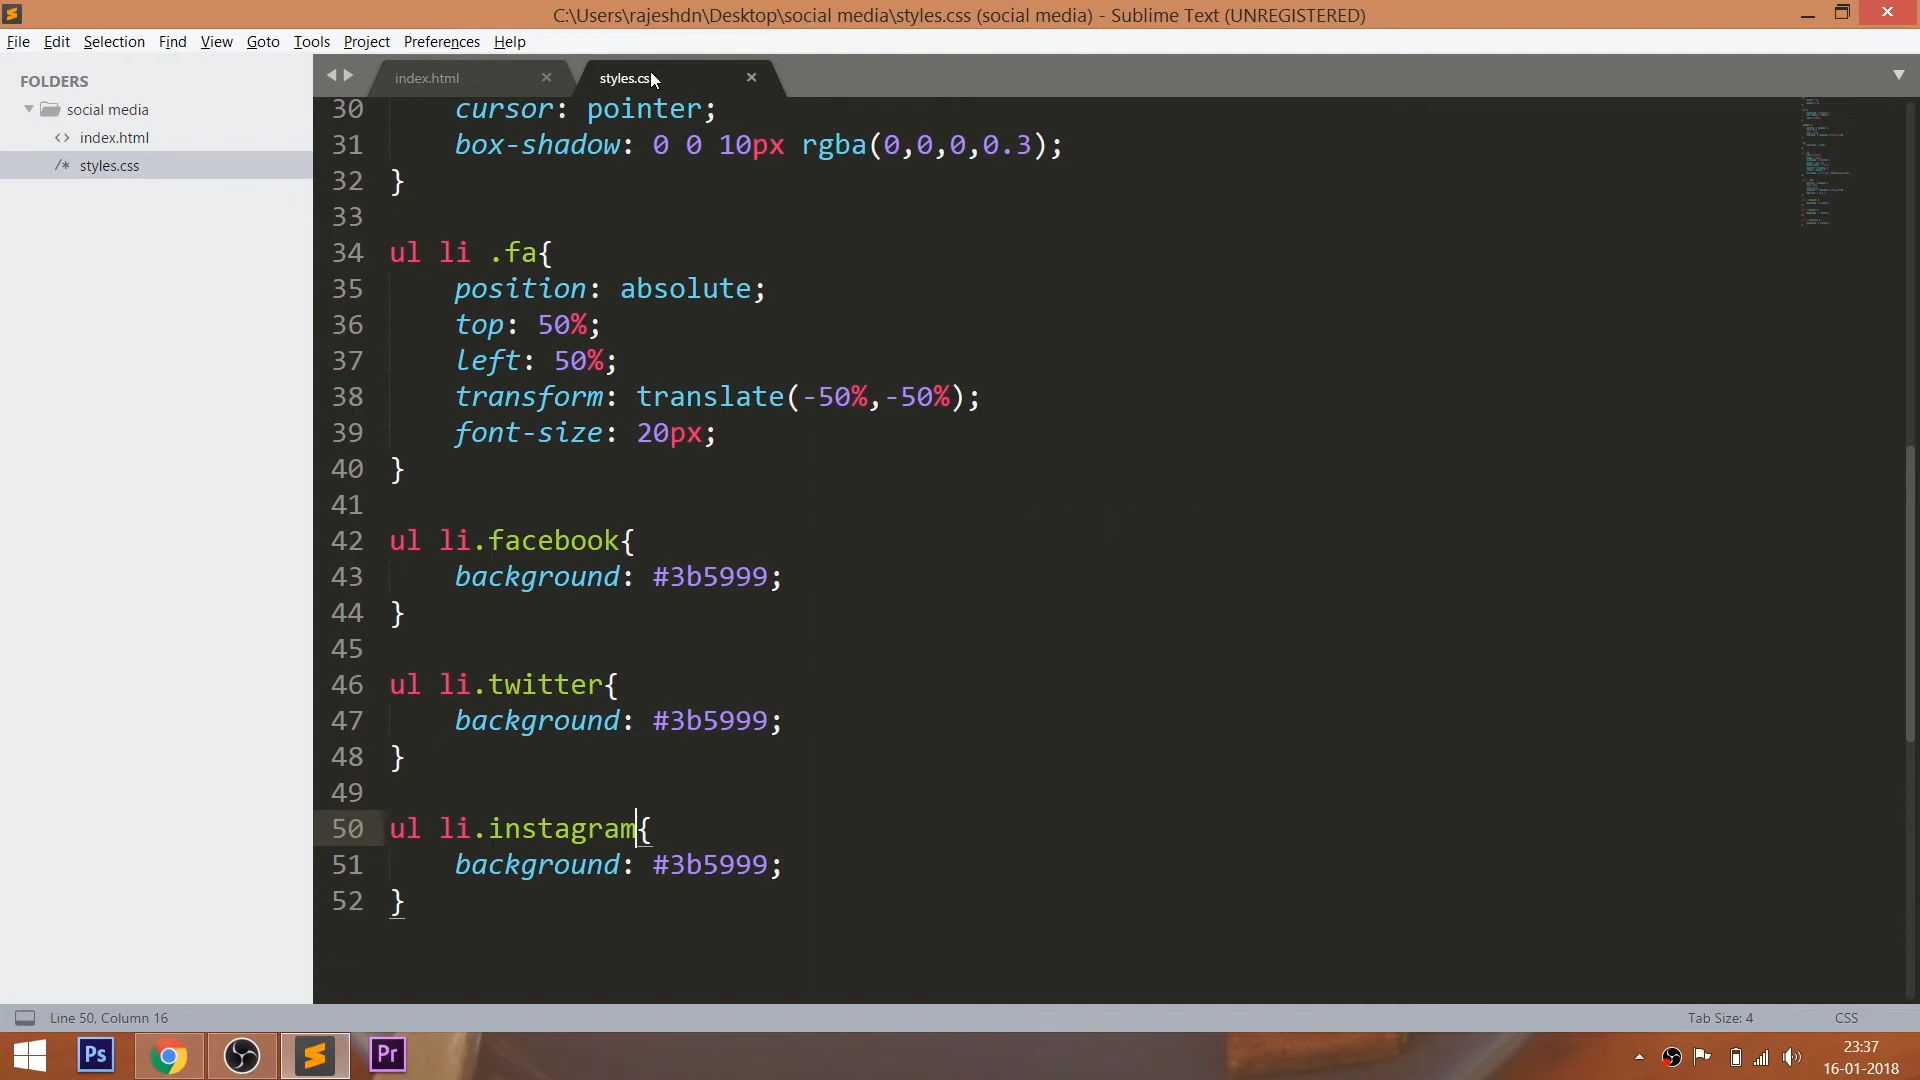 C:\Users\rajeshdn\Desktop\social media\styles.css (social media) - Sublime Text (UNREGISTERED)
File Edit Selection Find View Goto Tools Project Preferences Help
FOLDERS
social media
<> index.html
/* styles.css
index.html × styles.css ×
30 cursor: pointer;
31 box-shadow: 0 0 10px rgba(0,0,0,0.3);
32 }
33
34 ul li .fa{
35 position: absolute;
36 top: 50%;
37 left: 50%;
38 transform: translate(-50%,-50%);
39 font-size: 20px;
40 }
41
42 ul li.facebook{
43 background: #3b5999;
44 }
45
46 ul li.twitter{
47 background: #3b5999;
48 }
49
50 ul li.instagram{
51 background: #3b5999;
52 }
Line 50, Column 16 Tab Size: 4 CSS
Ps Pr
23:37
16-01-2018